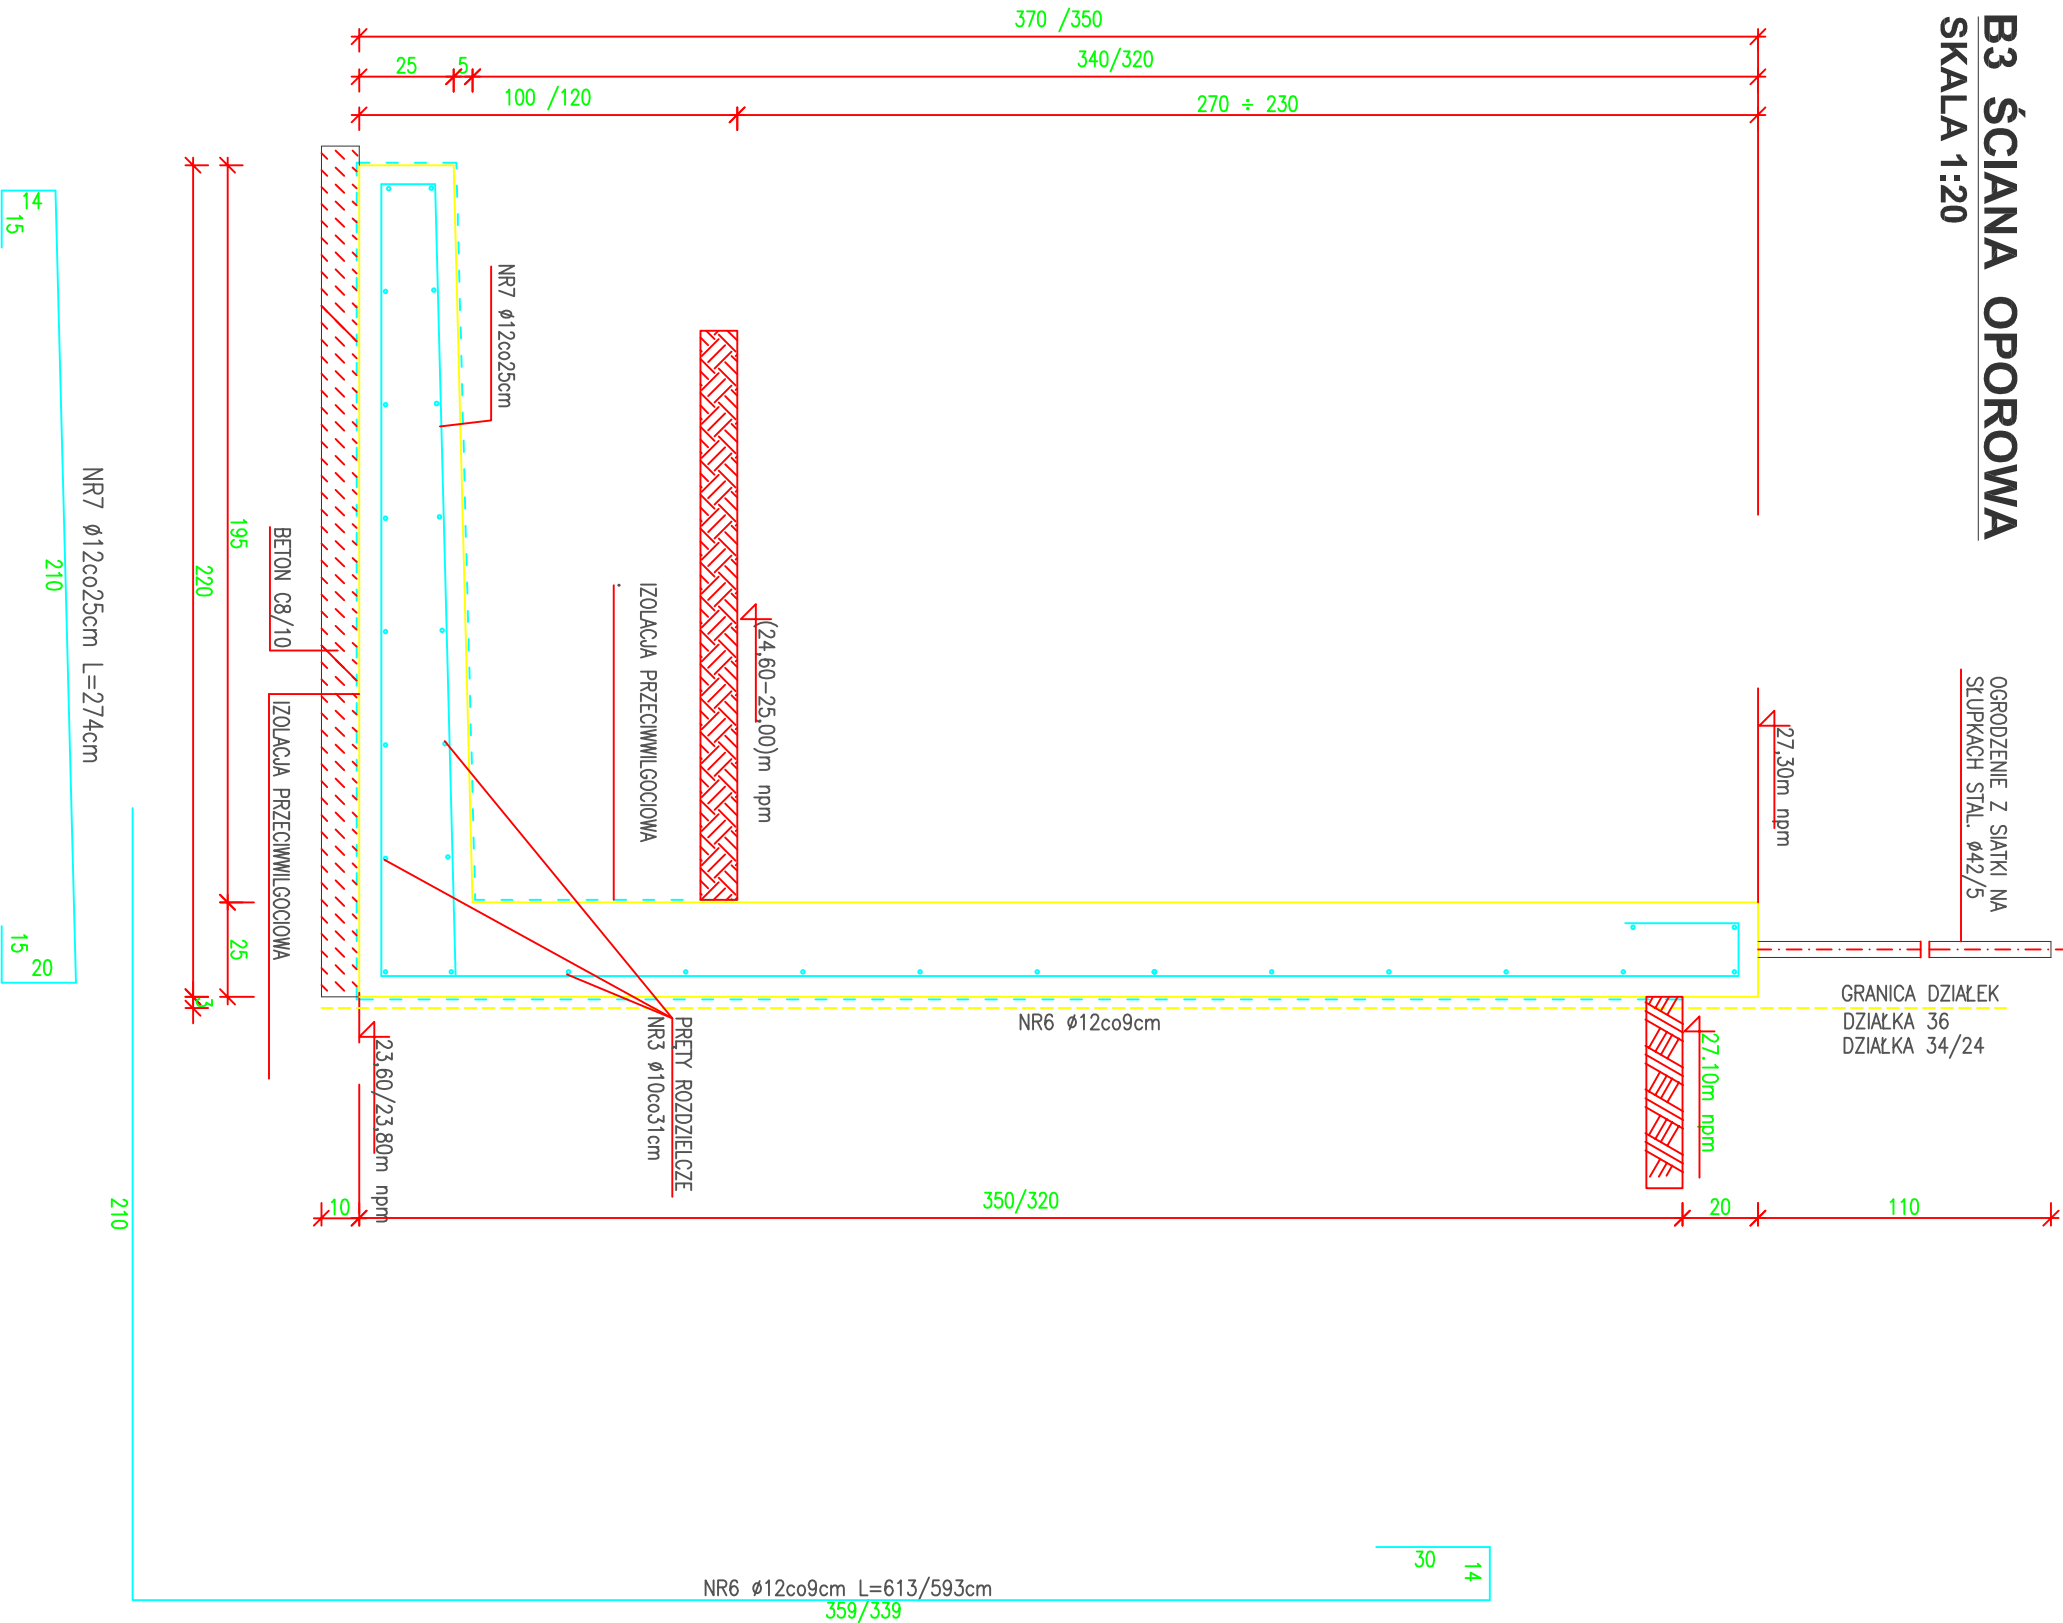 B3 ŚCIANA OPOROWA
SKALA 1:20
370 /350
340/320
25
5
100 /120
270 ÷ 230
OGRODZENIE Z SIATKI NA
SŁUPKACH STAL. ø42/5
27,30m npm
(24,60-25,00)m npm
IZOLACJA PRZECIWWILGOCIOWA
NR7 ø12co25cm
BETON C8/10
IZOLACJA PRZECIWWILGOCIOWA
195
25
220
3
14
15
210
15
20
NR7 ø12co25cm L=274cm
GRANICA DZIAŁEK
DZIAŁKA 36
DZIAŁKA 34/24
NR6 ø12co9cm
27.10m npm
PRĘTY ROZDZIELCZE
NR3 ø10co31cm
23,60/23,80m npm
10
350/320
20
110
210
30
14
NR6 ø12co9cm L=613/593cm
359/339